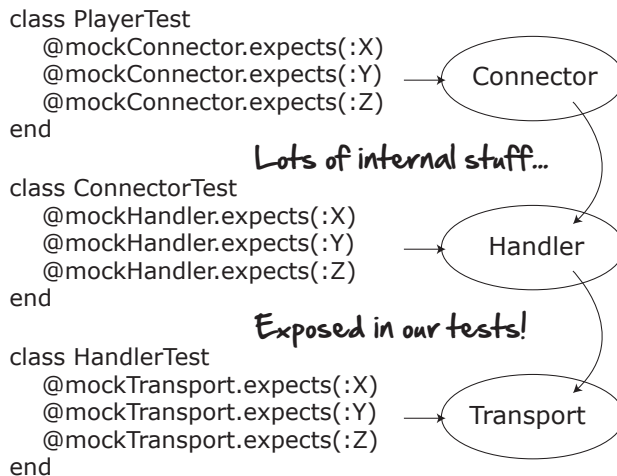 class PlayerTest
@mockConnector.expects(:X)
@mockConnector.expects(:Y)
@mockConnector.expects(:Z)
end
Connector
Lots of internal stuff...
class ConnectorTest
@mockHandler.expects(:X)
@mockHandler.expects(:Y)
@mockHandler.expects(:Z)
end
Handler
Exposed in our tests!
class HandlerTest
@mockTransport.expects(:X)
@mockTransport.expects(:Y)
@mockTransport.expects(:Z)
end
Transport